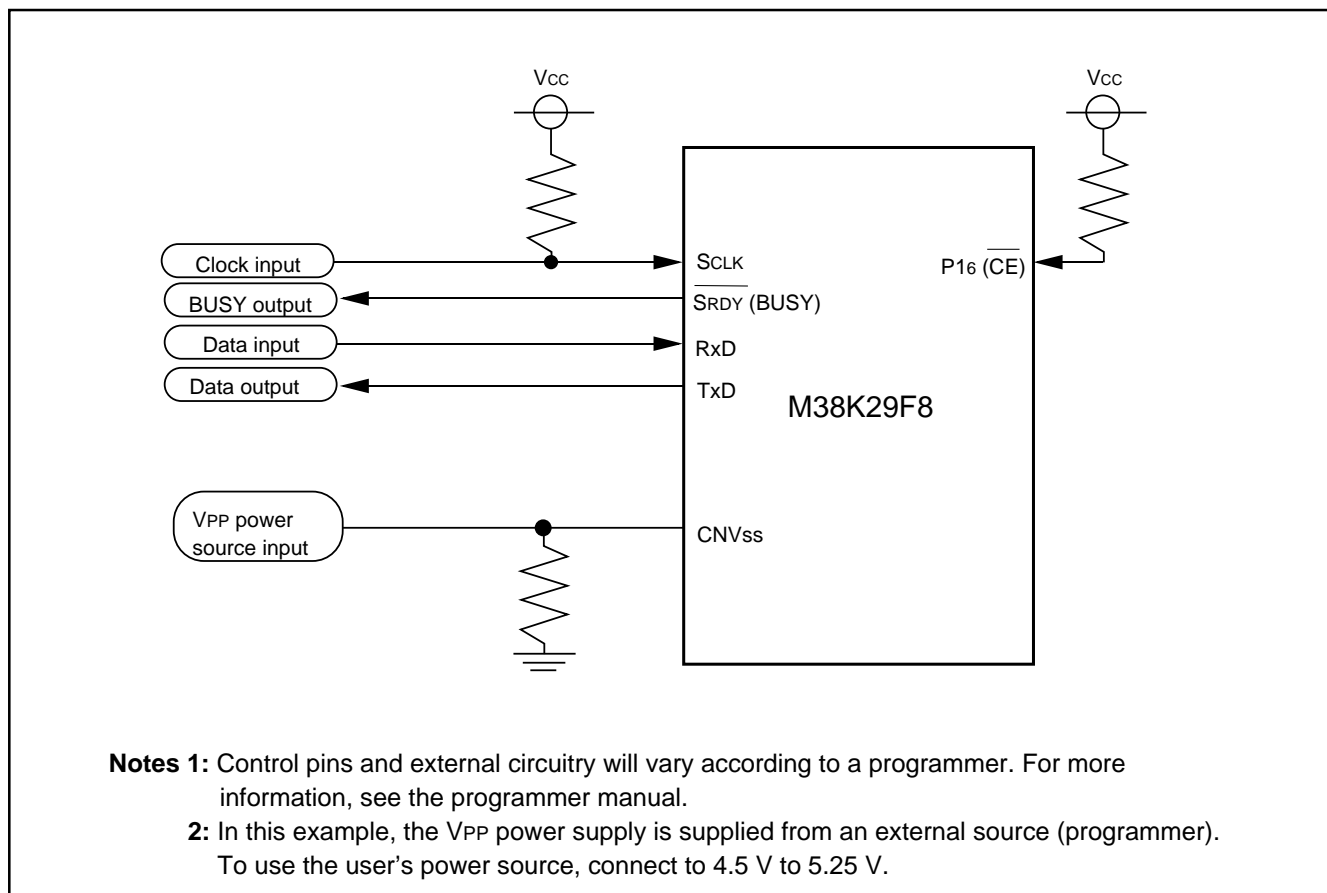 VCC
VCC
Clock input
SCLK
P16 (CE)
BUSY output
SRDY (BUSY)
Data input
RxD
Data output
TxD
M38K29F8
VPP power
source input
CNVss
Notes 1: Control pins and external circuitry will vary according to a programmer. For more
information, see the programmer manual.
2: In this example, the VPP power supply is supplied from an external source (programmer).
To use the user's power source, connect to 4.5 V to 5.25 V.